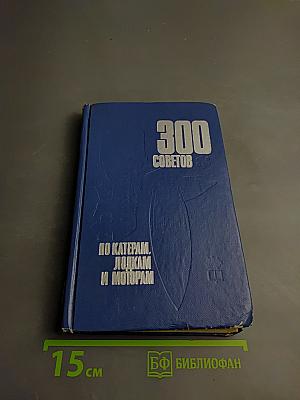 300
СОВЕТОВ
ПО КАТЕРАМ,
ЛОДКАМ
И МОТОРАМ
15 см
БФ БИБЛИОФАН